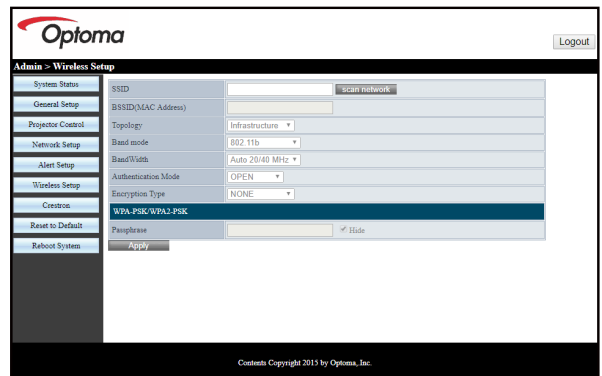 Optoma
Logout
Admin > Wireless Setup
System Status
General Setup
Projector Control
Network Setup
Alert Setup
Wireless Setup
Crestron
Reset to Default
Reboot System
SSID scan network
BSSID(MAC Address)
Topology Infrastructure
Band mode 802.11b
BandWidth Auto 20/40 MHz
Authentication Mode OPEN
Encryption Type NONE
WPA-PSK/WPA2-PSK
Passphrase Hide
Apply
Contents Copyright 2015 by Optoma, Inc.